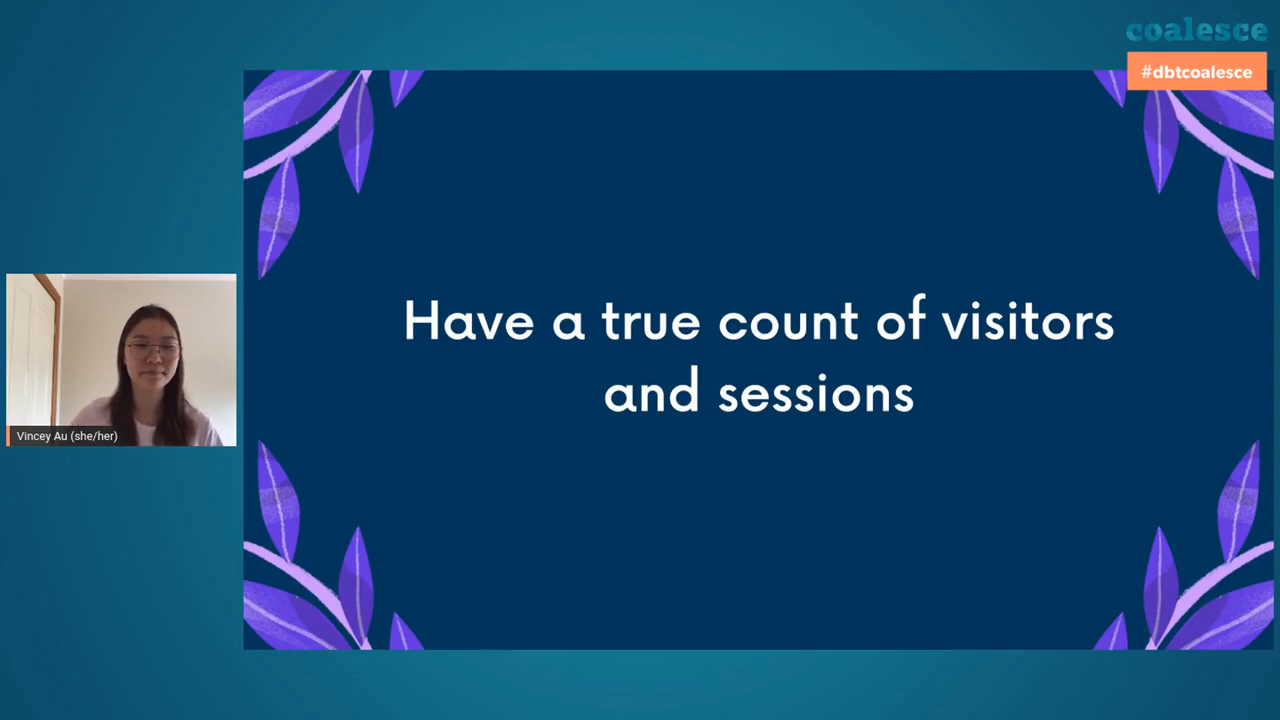 coalesce
#dbtcoalesce
Have a true count of visitors
and sessions
Vincey Au (she/her)